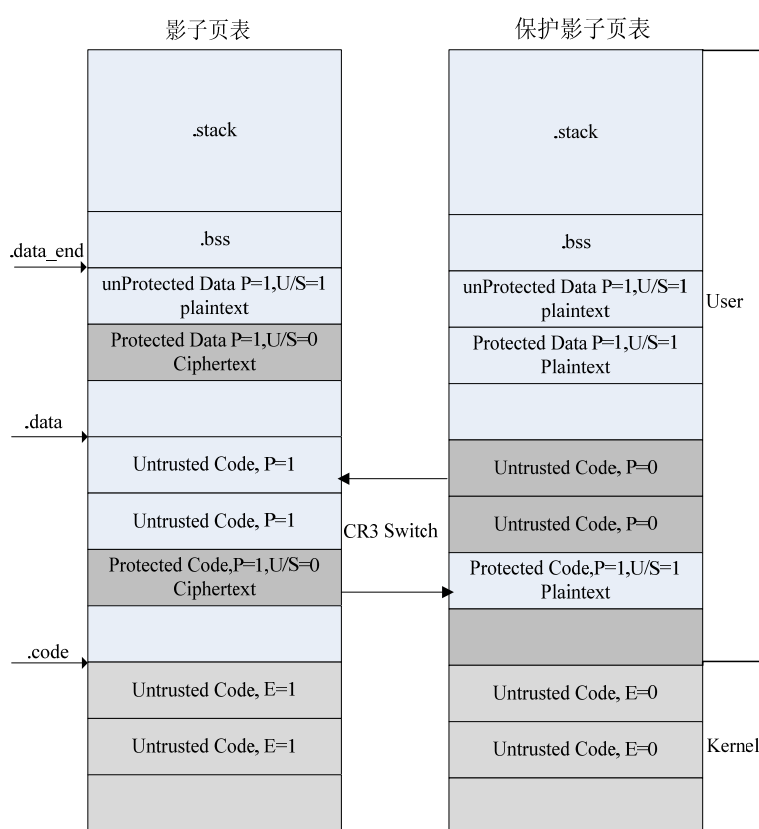 影子页表
保护影子页表
.stack
.stack
.bss
.bss
.data_end
unProtected Data P=1,U/S=1
plaintext
unProtected Data P=1,U/S=1
plaintext
User
Protected Data P=1,U/S=0
Ciphertext
Protected Data P=1,U/S=1
Plaintext
.data
Untrusted Code, P=1
Untrusted Code, P=0
Untrusted Code, P=1
CR3 Switch
Untrusted Code, P=0
Protected Code,P=1,U/S=0
Ciphertext
Protected Code,P=1,U/S=1
Plaintext
.code
Untrusted Code, E=1
Untrusted Code, E=0
Untrusted Code, E=1
Untrusted Code, E=0
Kernel